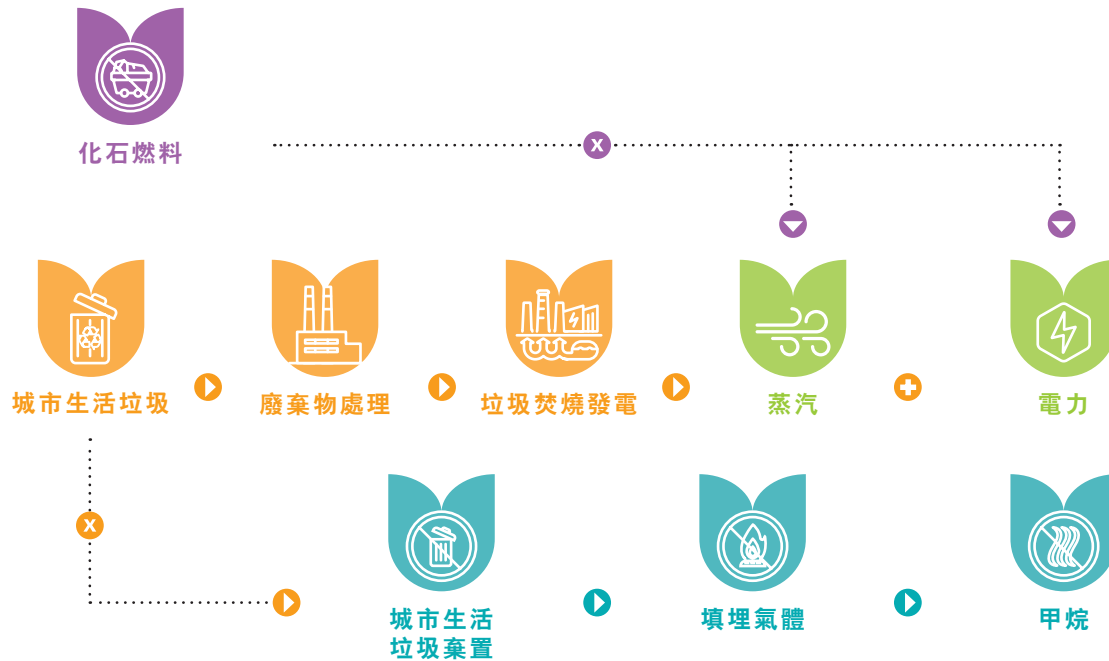 化石燃料
X
城市生活垃圾
廢棄物處理
垃圾焚燒發電
蒸汽
電力
X
城市生活
垃圾棄置
填埋氣體
甲烷